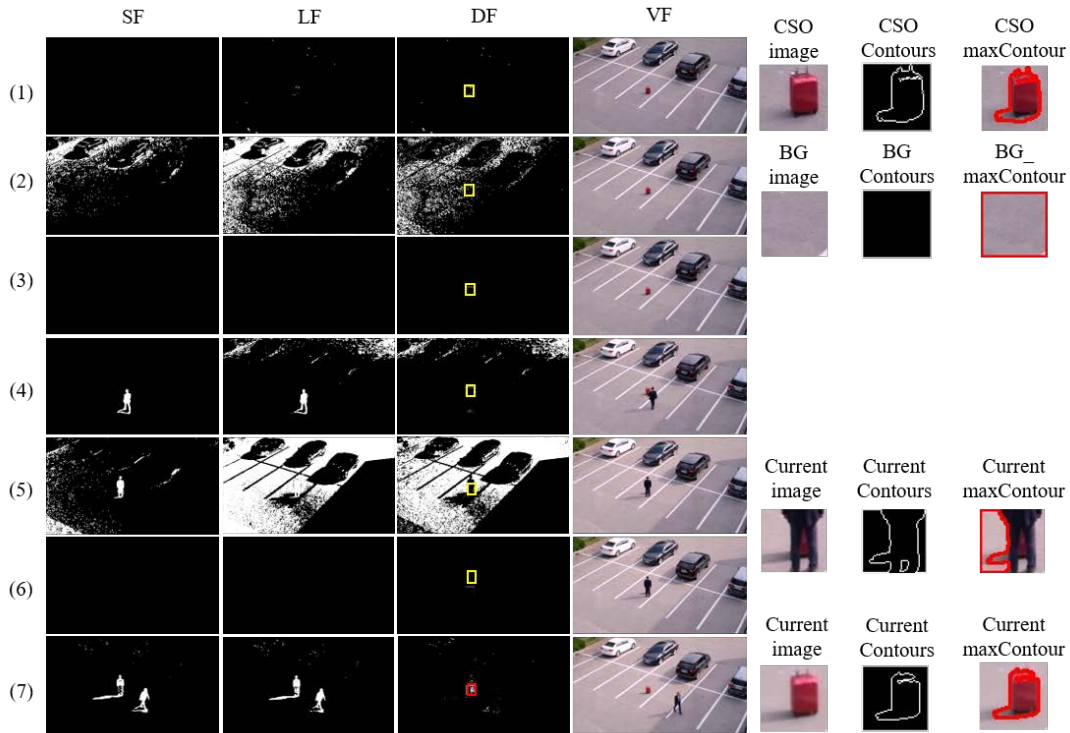 SF LF DF VF
CSO image
CSO Contours
CSO maxContour
(1)
BG image
BG Contours
BG_ maxContour
(2)
(3)
(4)
(5)
Current image
Current Contours
Current maxContour
(6)
(7)
Current image
Current Contours
Current maxContour